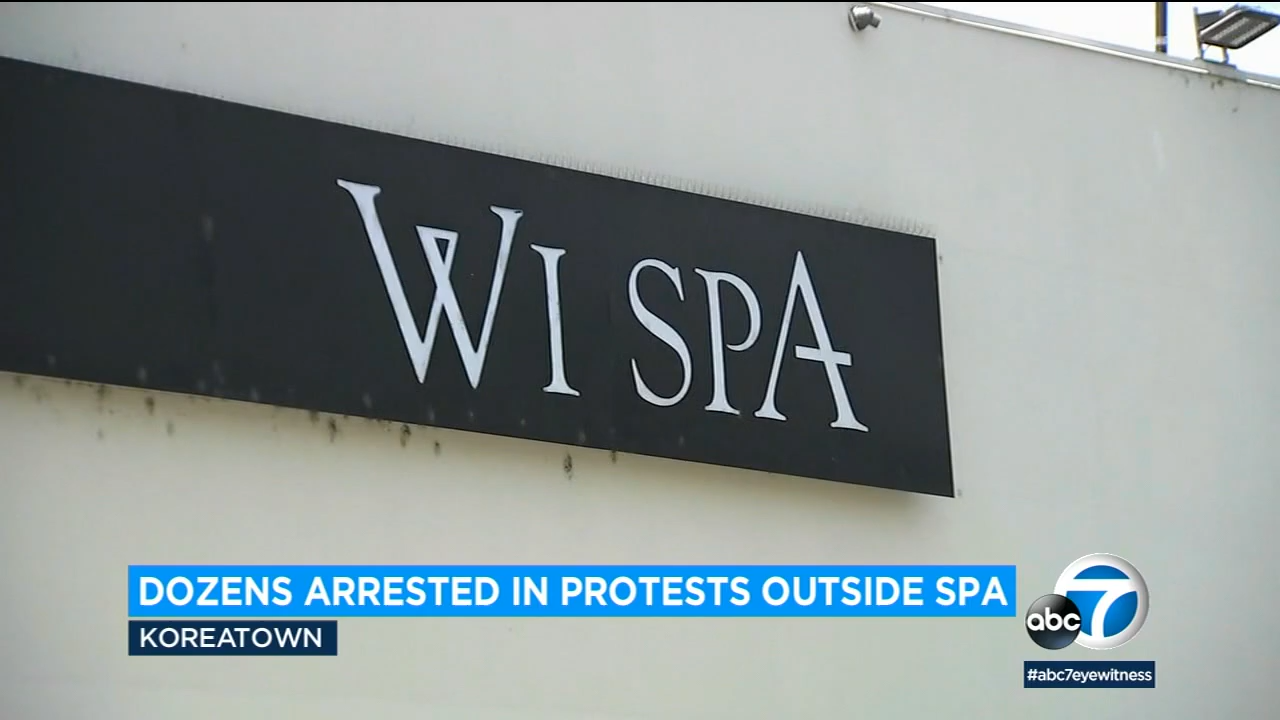 WI SPA
DOZENS ARRESTED IN PROTESTS OUTSIDE SPA
KOREATOWN
abc 7
#abc7eyewitness